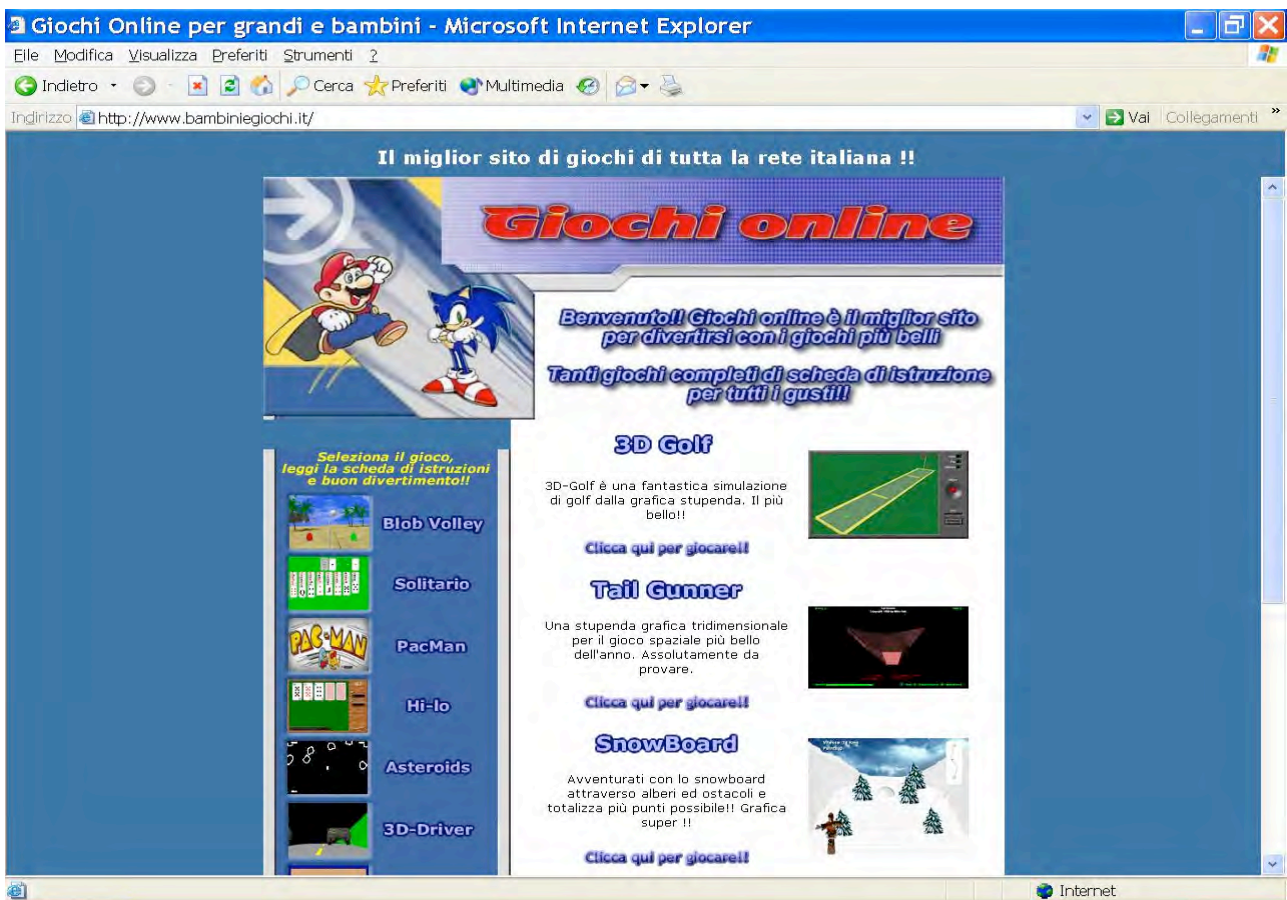 Giochi Online per grandi e bambini - Microsoft Internet Explorer
File Modifica Visualizza Preferiti Strumenti ?
Indietro Cerca Preferiti Multimedia
Indirizzo http://www.bambiniegiochi.it/ Vai Collegamenti »
Il miglior sito di giochi di tutta la rete italiana !!
Giochi online
Benvenuto!! Giochi online è il miglior sito
per divertirsi con i giochi più belli
Tanti giochi completi di scheda di istruzione
per tutti i gusti!!
Seleziona il gioco,
leggi la scheda di istruzioni
e buon divertimento!!
Blob Volley
Solitario
PAC-MAN
PacMan
Hi-lo
Asteroids
3D-Driver
3D Golf
3D-Golf è una fantastica simulazione
di golf dalla grafica stupenda. Il più
bello!!
Clicca qui per giocare!!
Tail Gunner
Una stupenda grafica tridimensionale
per il gioco spaziale più bello
dell'anno. Assolutamente da
provare.
Clicca qui per giocare!!
SnowBoard
Avventurati con lo snowboard
attraverso alberi ed ostacoli e
totalizza più punti possibile!! Grafica
super !!
Clicca qui per giocare!!
Internet